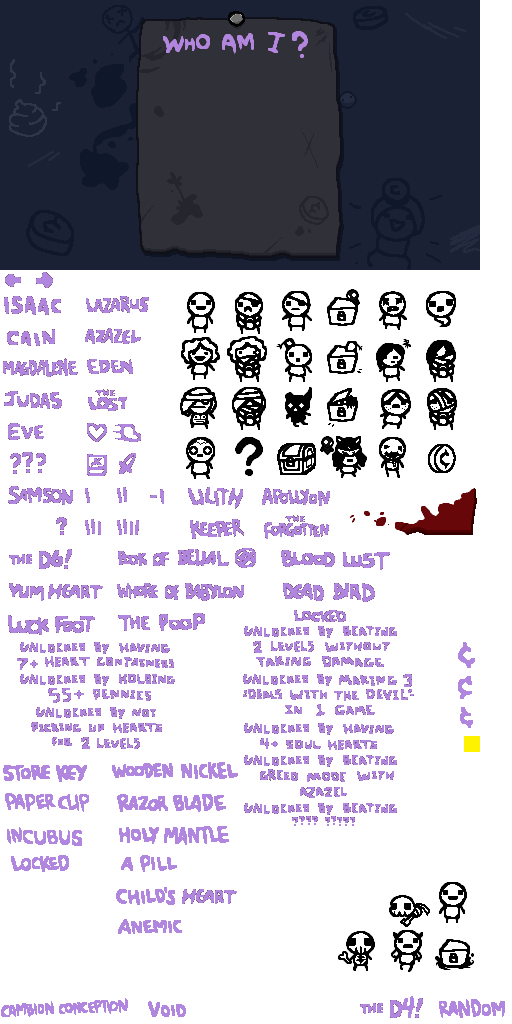 WHO AM I?
ISAAC LAZARUS
CAIN AZAZEL
MAGDALENE EDEN
JUDAS THE LOST
EVE
???
?
SAMSON I II -1 LILITH APOLLYON
? III IIII KEEPER THE FORGOTTEN
THE D6! BOOK OF BELIAL BLOOD LUST
YUM HEART WHORE OF BABYLON DEAD BIRD
LUCK FOOT THE POOP
LOCKED
UNLOCKED BY HAVING
7+ HEART CONTAINERS
UNLOCKED BY HOLDING
55+ PENNIES
UNLOCKED BY NOT
PICKING UP HEARTS
FOR 2 LEVELS
UNLOCKED BY BEATING
2 LEVELS WITHOUT
TAKING DAMAGE
UNLOCKED BY MAKING 3
"DEALS WITH THE DEVIL"
IN 1 GAME
UNLOCKED BY HAVING
4+ SOUL HEARTS
UNLOCKED BY BEATING
GREED MODE WITH
AZAZEL
UNLOCKED BY BEATING
???? ?????
¢
¢
¢
STORE KEY WOODEN NICKEL
PAPER CLIP RAZOR BLADE
INCUBUS HOLY MANTLE
LOCKED A PILL
CHILD'S HEART
ANEMIC
CAMBION CONCEPTION VOID THE D4! RANDOM